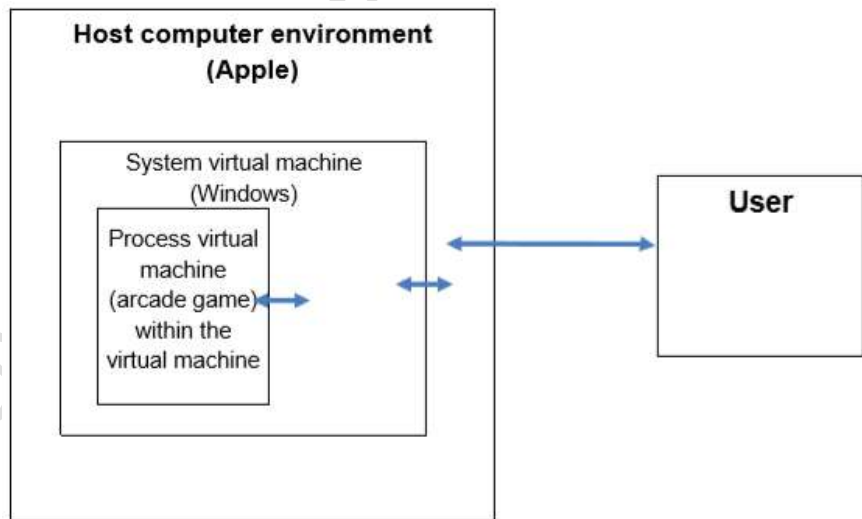 Host computer environment
(Apple)
System virtual machine
(Windows)
Process virtual
machine
(arcade game)
within the
virtual machine
User